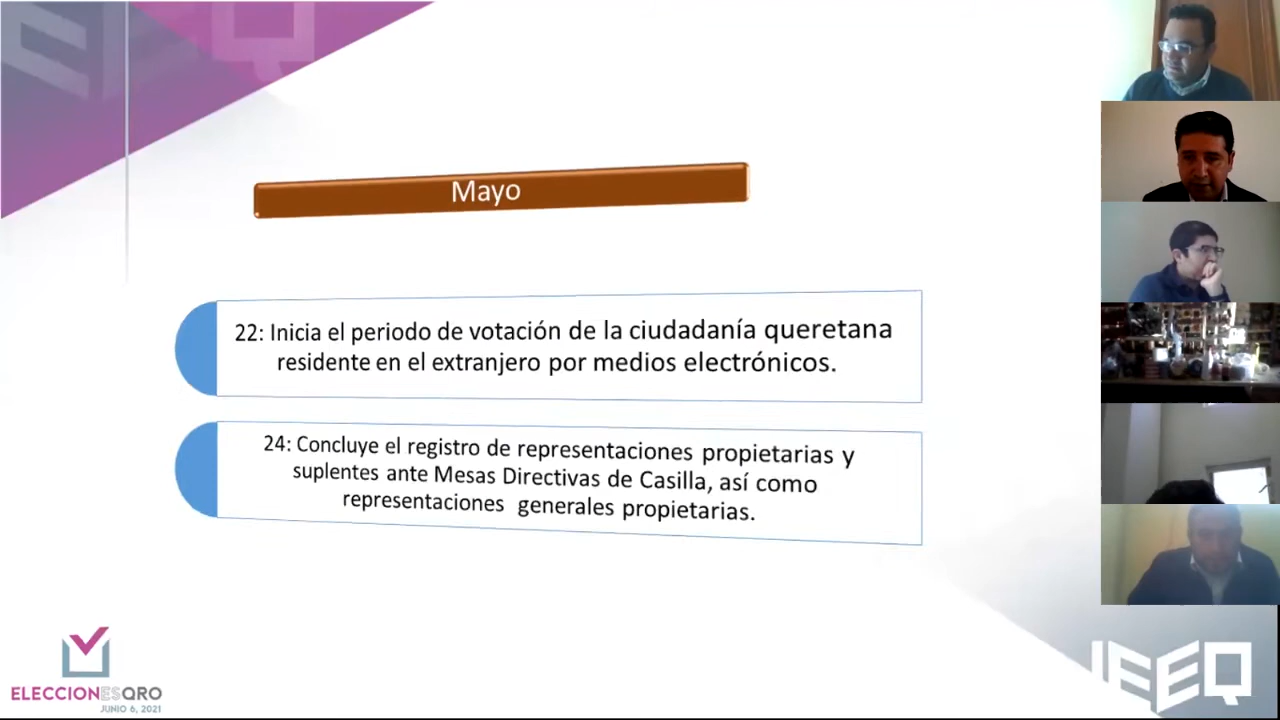 Mayo
22: Inicia el periodo de votación de la ciudadanía queretana
residente en el extranjero por medios electrónicos.
24: Concluye el registro de representaciones propietarias y
suplentes ante Mesas Directivas de Casilla, así como
representaciones generales propietarias.
ELECCIONESQRO
JUNIO 6, 2021
IEEQ